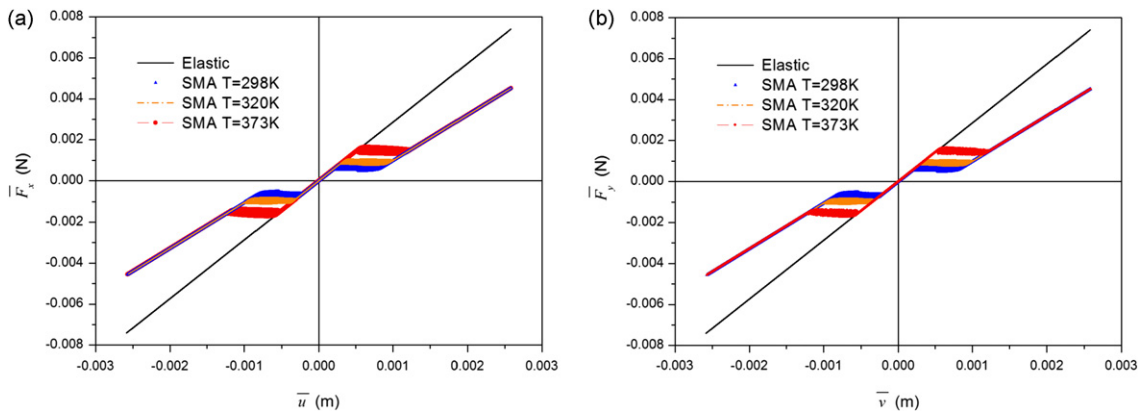 (a)
0.008
0.006
0.004
0.002
0.000
-0.002
-0.004
-0.006
-0.008
F̅x (N)
Elastic
SMA T=298K
SMA T=320K
SMA T=373K
-0.003 -0.002 -0.001 0.000 0.001 0.002 0.003
u̅ (m)
(b)
0.008
0.006
0.004
0.002
0.000
-0.002
-0.004
-0.006
-0.008
F̅y (N)
Elastic
SMA T=298K
SMA T=320K
SMA T=373K
-0.003 -0.002 -0.001 0.000 0.001 0.002 0.003
v̅ (m)